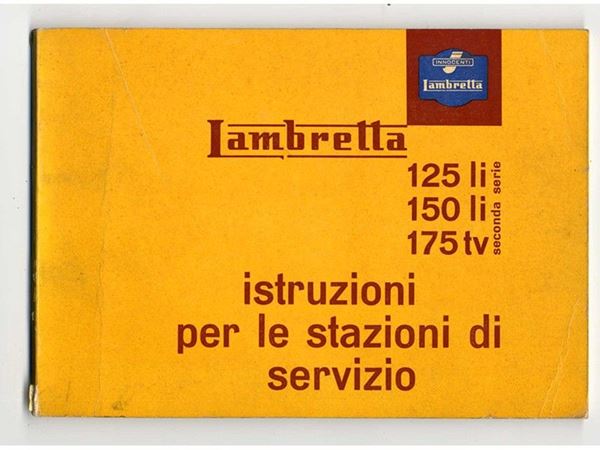 INNOCENTI
Lambretta
Lambretta
125 li
150 li
175 tv
seconda serie
istruzioni
per le stazioni di
servizio